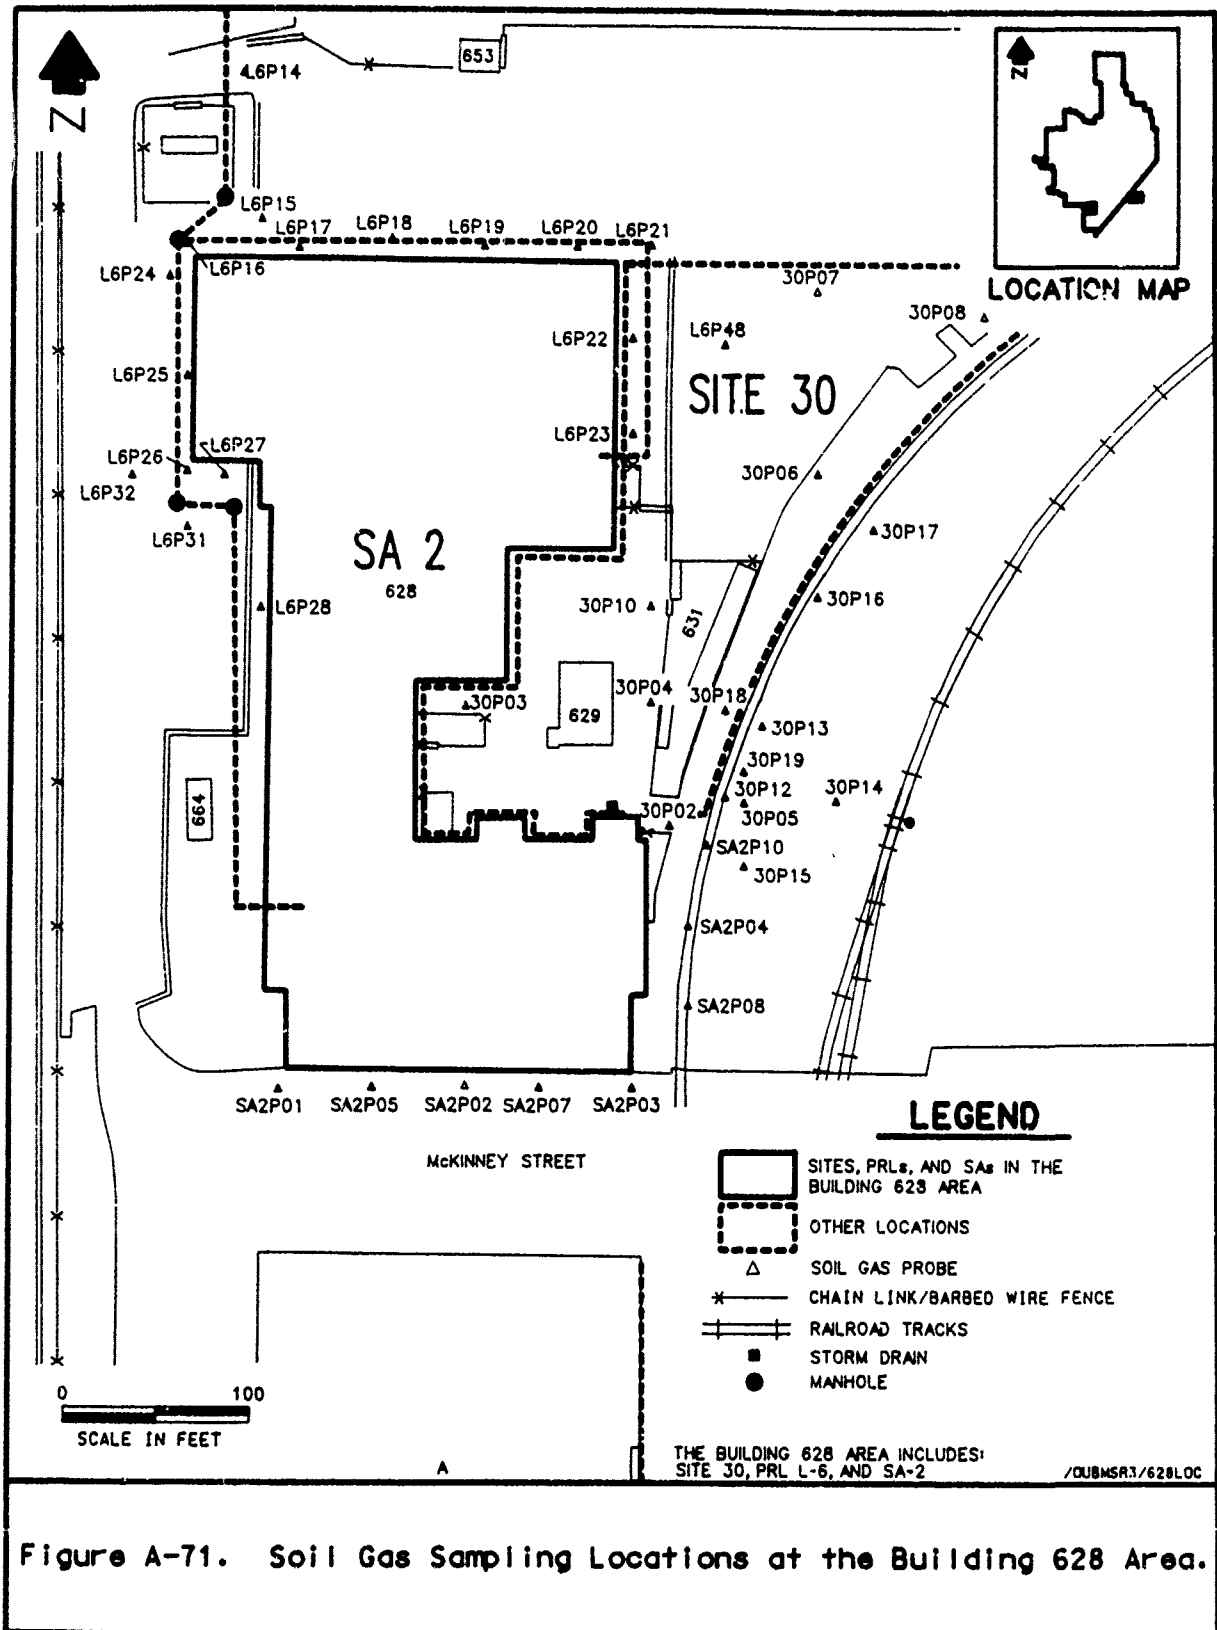 N
L6P14
653
N
LOCATION MAP
L6P15
L6P17
L6P18
L6P19
L6P20
L6P21
L6P24
L6P16
30P07
30P08
L6P22
L6P48
L6P25
SITE 30
L6P23
L6P26
L6P27
L6P32
30P06
L6P31
30P17
SA 2
628
L6P28
30P10
30P16
631
30P03
629
30P04
30P18
30P13
30P19
664
30P12
30P14
30P02
30P05
SA2P10
30P15
SA2P04
SA2P08
SA2P01
SA2P05
SA2P02
SA2P07
SA2P03
McKINNEY STREET
LEGEND
SITES, PRLs, AND SAs IN THE
BUILDING 628 AREA
OTHER LOCATIONS
SOIL GAS PROBE
CHAIN LINK/BARBED WIRE FENCE
RAILROAD TRACKS
STORM DRAIN
MANHOLE
0 100
SCALE IN FEET
A
THE BUILDING 628 AREA INCLUDES:
SITE 30, PRL L-6, AND SA-2
/OUBMSR3/628LOC
Figure A-71. Soil Gas Sampling Locations at the Building 628 Area.